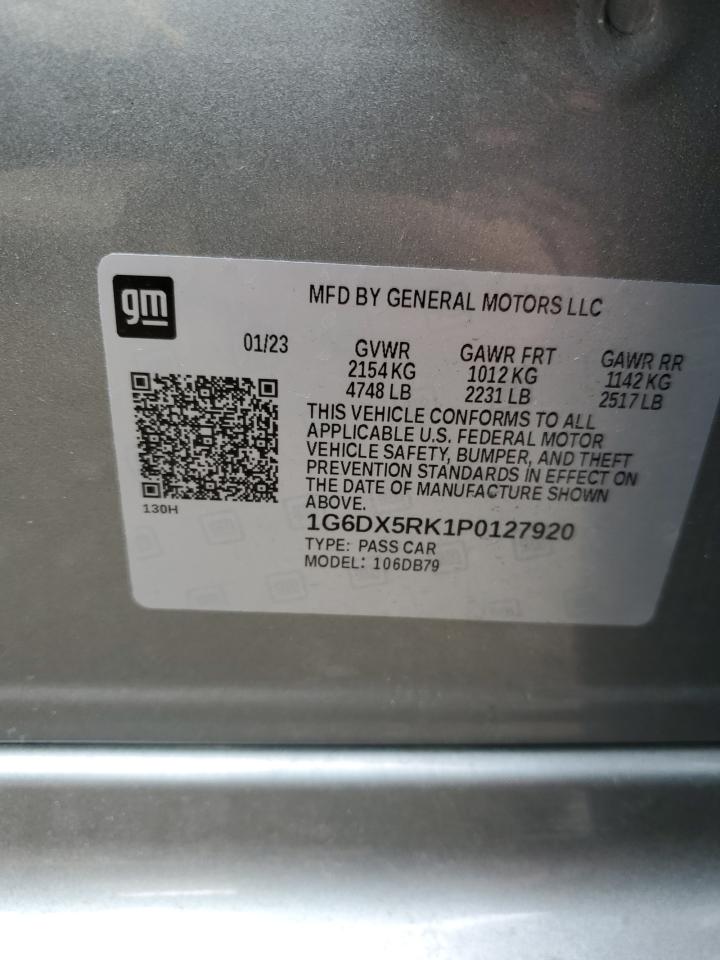 gm
MFD BY GENERAL MOTORS LLC
01/23
GVWR GAWR FRT GAWR RR
2154 KG 1012 KG 1142 KG
4748 LB 2231 LB 2517 LB
THIS VEHICLE CONFORMS TO ALL
APPLICABLE U.S. FEDERAL MOTOR
VEHICLE SAFETY, BUMPER, AND THEFT
PREVENTION STANDARDS IN EFFECT ON
THE DATE OF MANUFACTURE SHOWN
ABOVE.
130H
1G6DX5RK1P0127920
TYPE: PASS CAR
MODEL: 106DB79